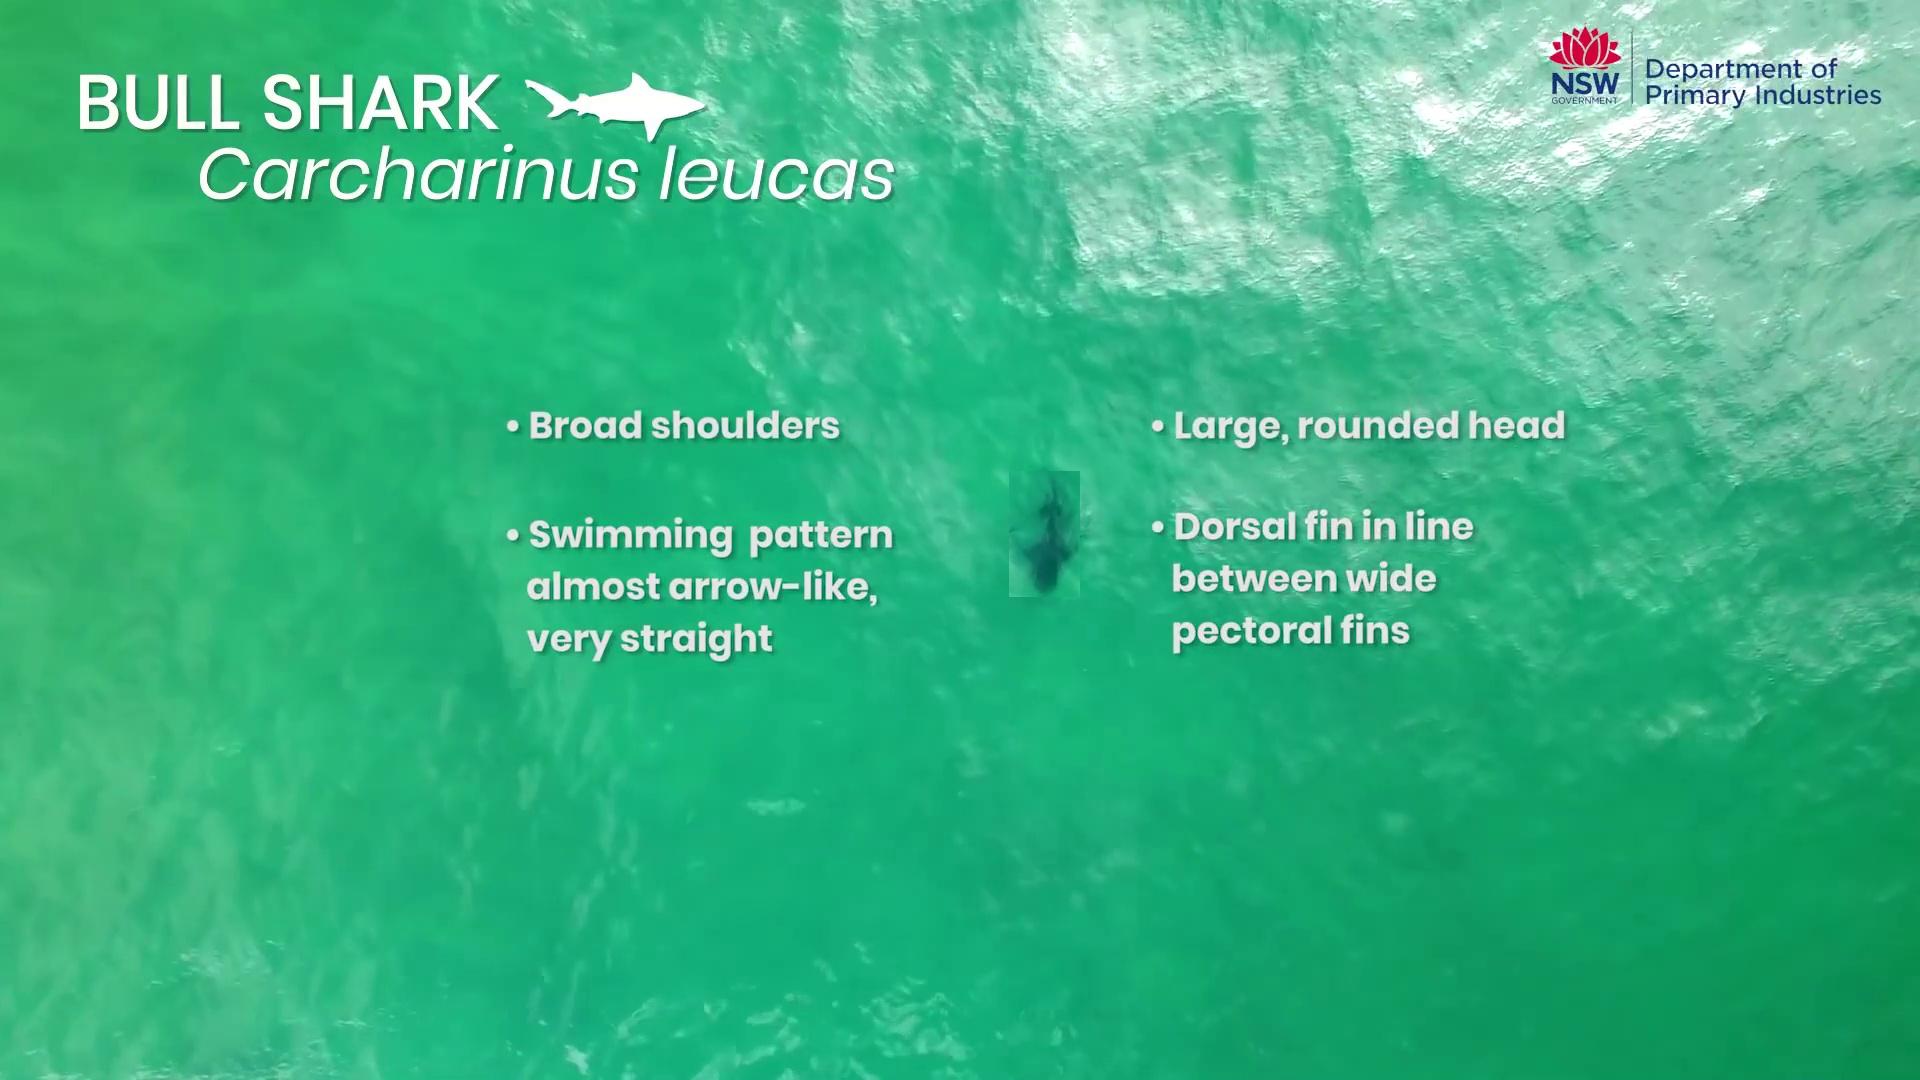 BULL SHARK
Carcharinus leucas
NSW
GOVERNMENT
Department of
Primary Industries
• Broad shoulders
• Swimming pattern
almost arrow-like,
very straight
• Large, rounded head
• Dorsal fin in line
between wide
pectoral fins